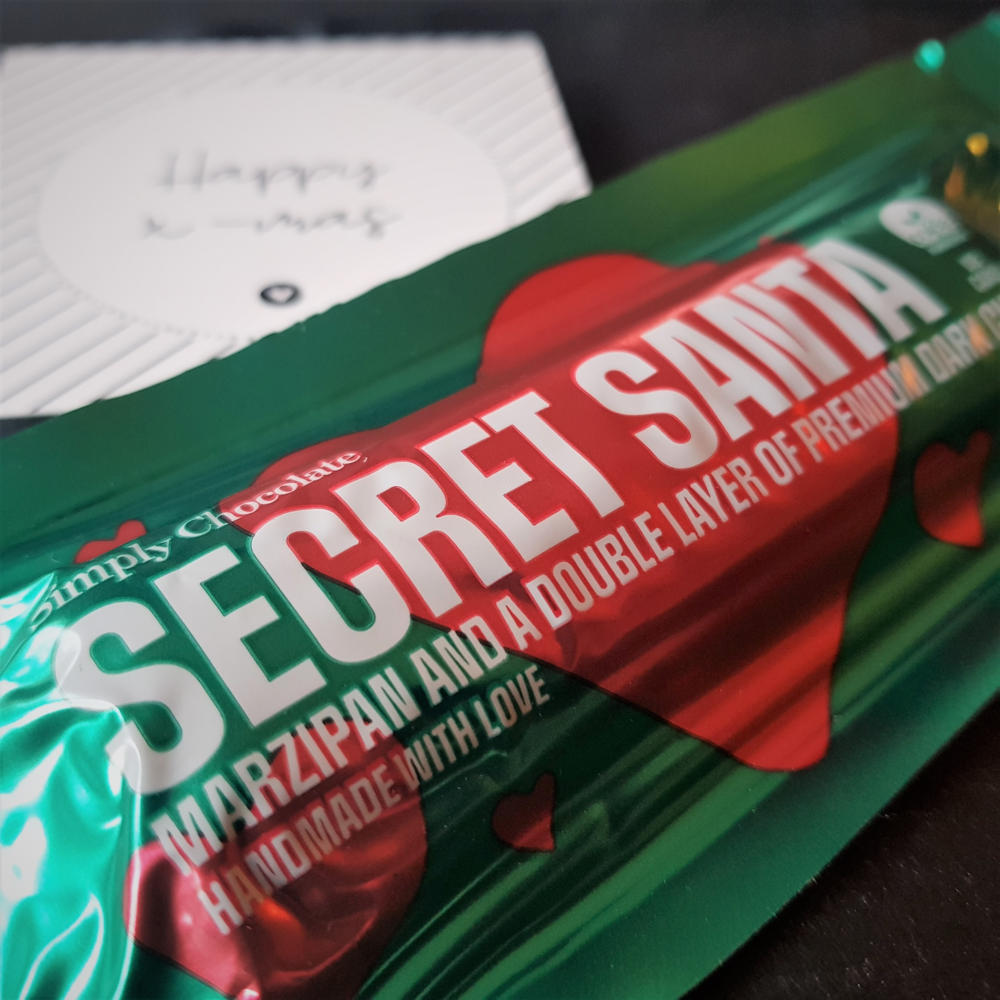 Happy
x-mas
Simply Chocolate
SECRET SANTA
MARZIPAN AND A DOUBLE LAYER OF PREMIUM DARK
HANDMADE WITH LOVE